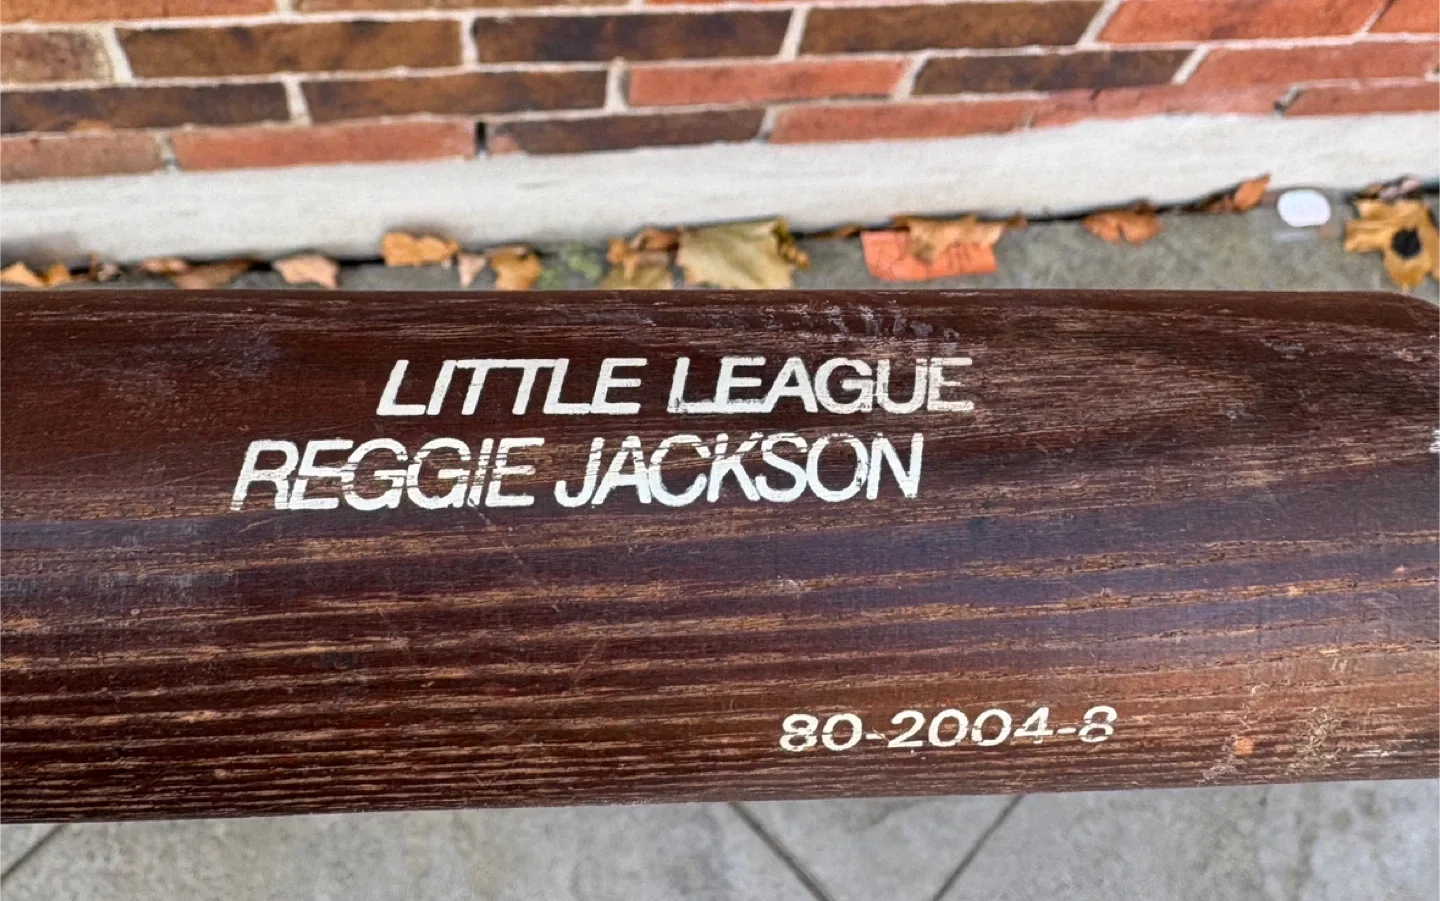 LITTLE LEAGUE
REGGIE JACKSON
80-2004-8